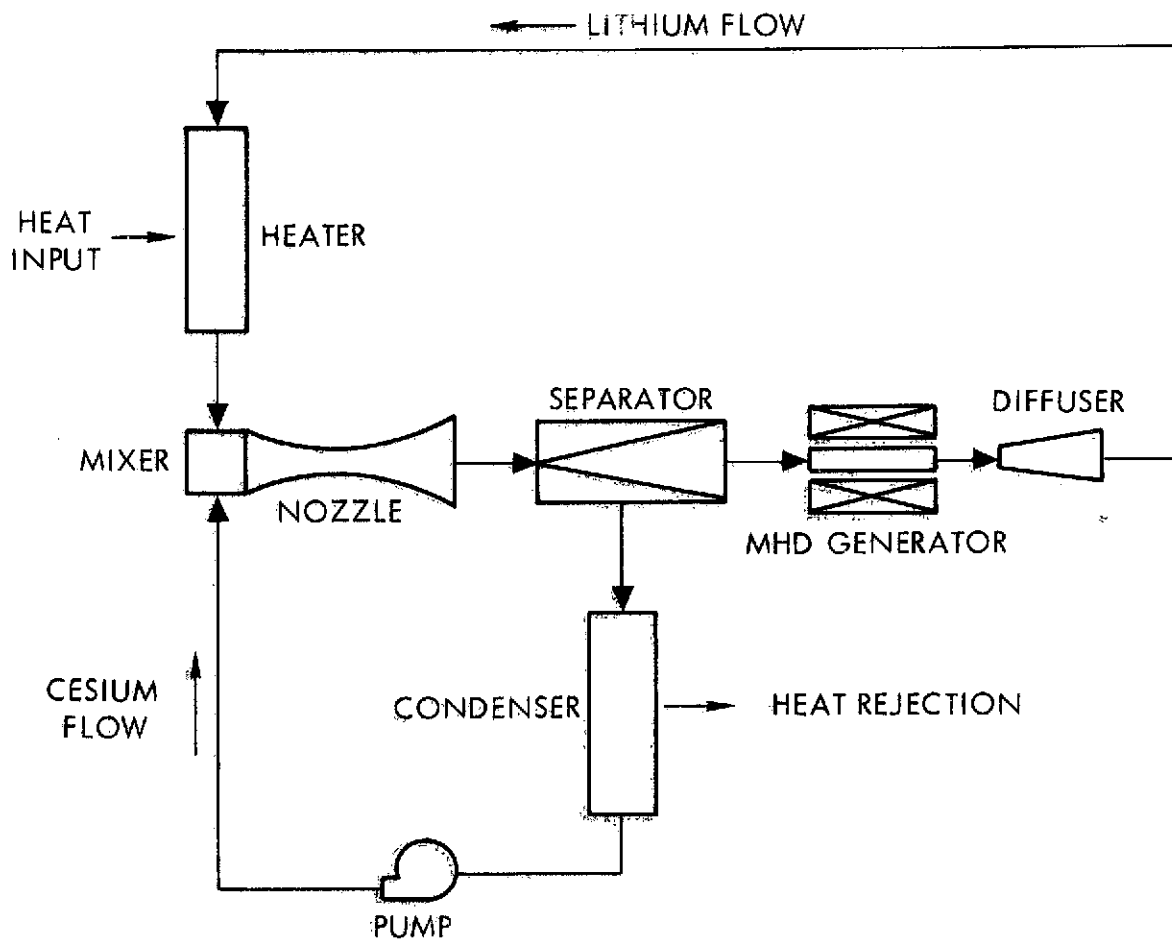 LITHIUM FLOW
HEAT
INPUT
HEATER
SEPARATOR
DIFFUSER
MIXER
NOZZLE
MHD GENERATOR
CESIUM
FLOW
CONDENSER
HEAT REJECTION
PUMP